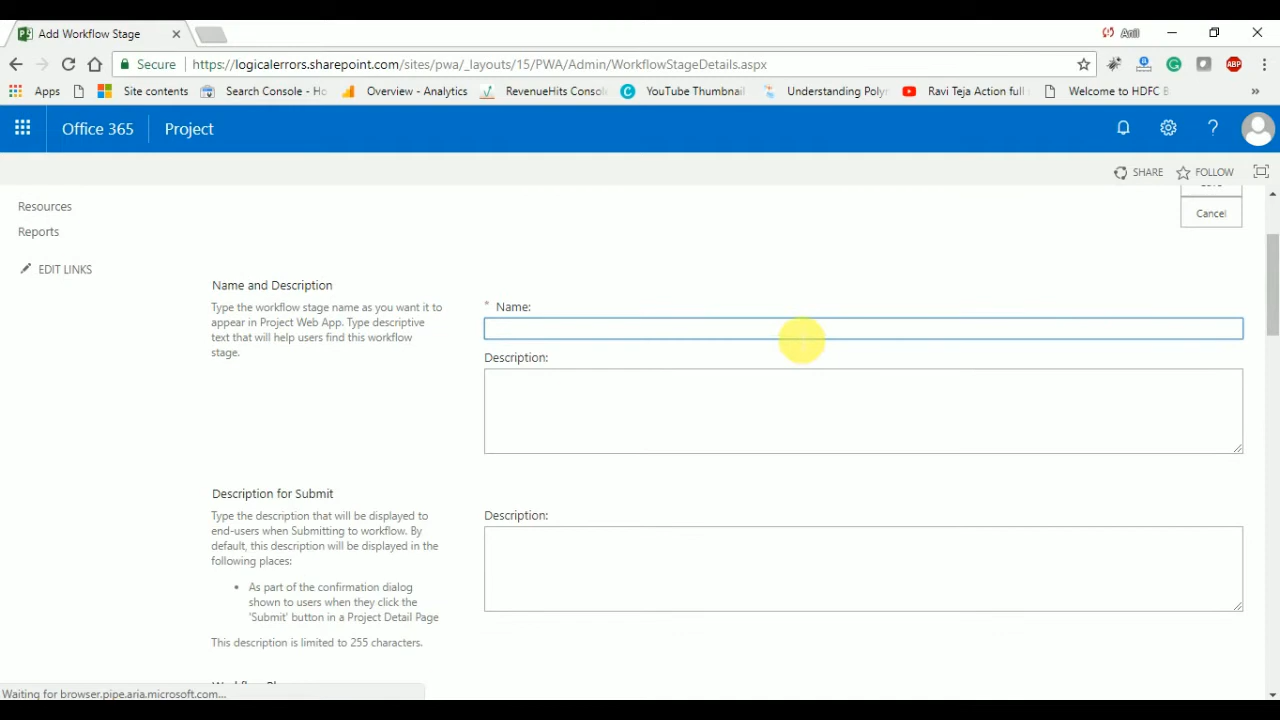 Add Workflow Stage
Anil
Secure https://logicalerrors.sharepoint.com/sites/pwa/_layouts/15/PWA/Admin/WorkflowStageDetails.aspx
ABP
Apps Site contents Search Console - Ho Overview - Analytics RevenueHits Consol YouTube Thumbnail Understanding Poly Ravi Teja Action full Welcome to HDFC B
Office 365 Project
SHARE FOLLOW
Resources
Cancel
Reports
EDIT LINKS
Name and Description
Type the workflow stage name as you want it to
appear in Project Web App. Type descriptive
text that will help users find this workflow
stage.
* Name:
Description:
Description for Submit
Type the description that will be displayed to
end-users when Submitting to workflow. By
default, this description will be displayed in the
following places:
• As part of the confirmation dialog
shown to users when they click the
'Submit' button in a Project Detail Page
This description is limited to 255 characters.
Description:
Waiting for browser.pipe.aria.microsoft.com...